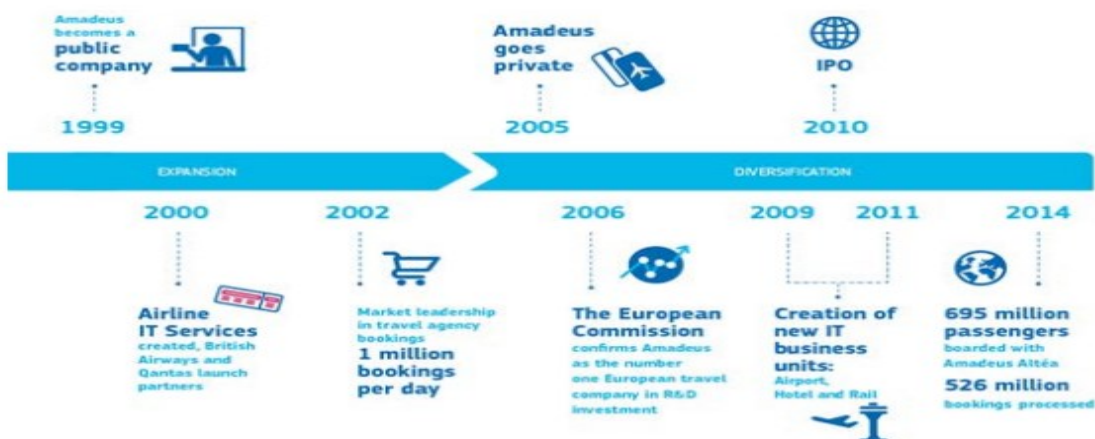 Amadeus
becomes a
public
company
Amadeus
goes
private
IPO
1999
2005
2010
EXPANSION
DIVERSIFICATION
2000
2002
2006
2009
2011
2014
Airline
IT Services
created, British
Airways and
Qantas launch
partners
Market leadership
in travel agency
bookings
1 million
bookings
per day
The European
Commission
confirms Amadeus
as the number
one European travel
company in R&D
investment
Creation of
new IT
business
units:
Airport,
Hotel and Rail
695 million
passengers
boarded with
Amadeus Altéa
526 million
bookings processed